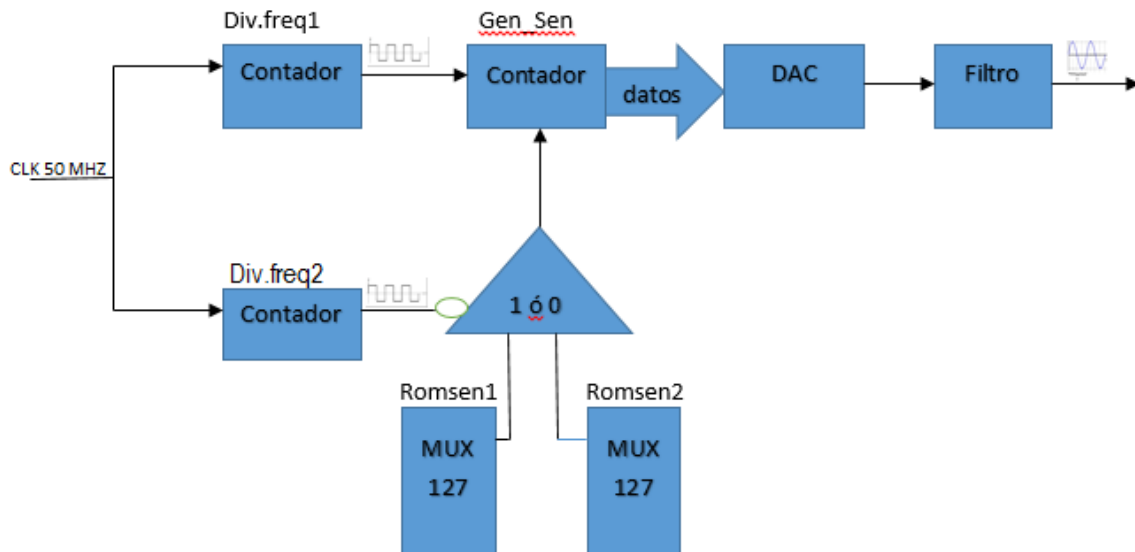 Div.freq1
Gen_Sen
Contador
Contador
datos
DAC
Filtro
CLK 50 MHZ
Div.freq2
Contador
1 ó 0
Romsen1
Romsen2
MUX
127
MUX
127